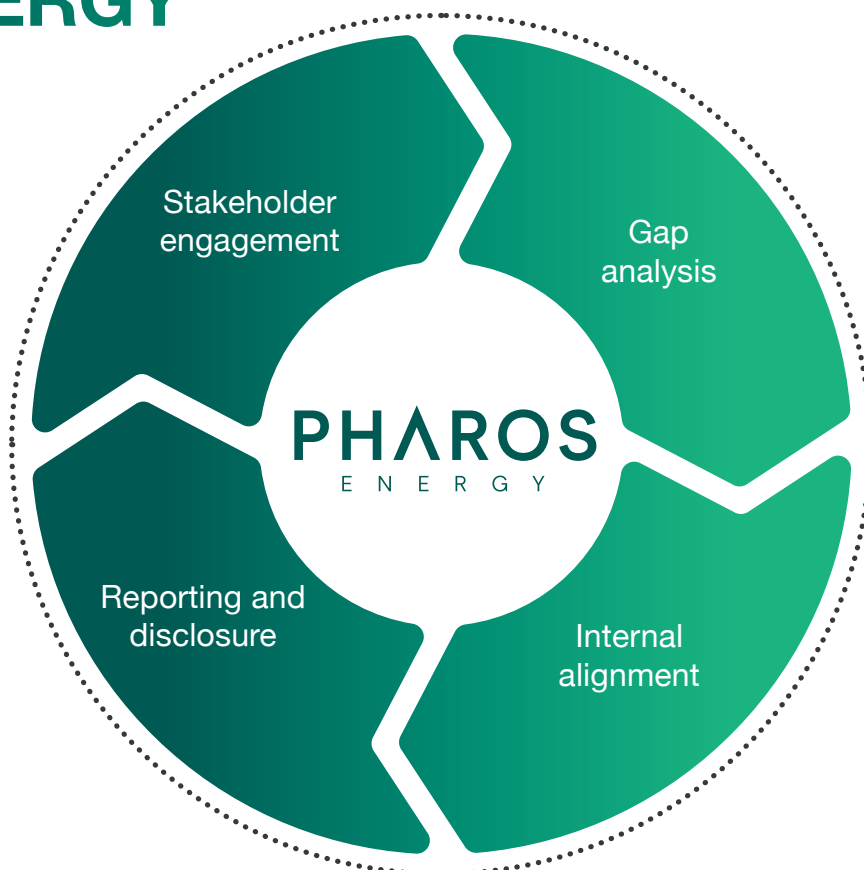 ERGY
Stakeholder
engagement
Gap
analysis
PHAROS
ENERGY
Reporting and
disclosure
Internal
alignment